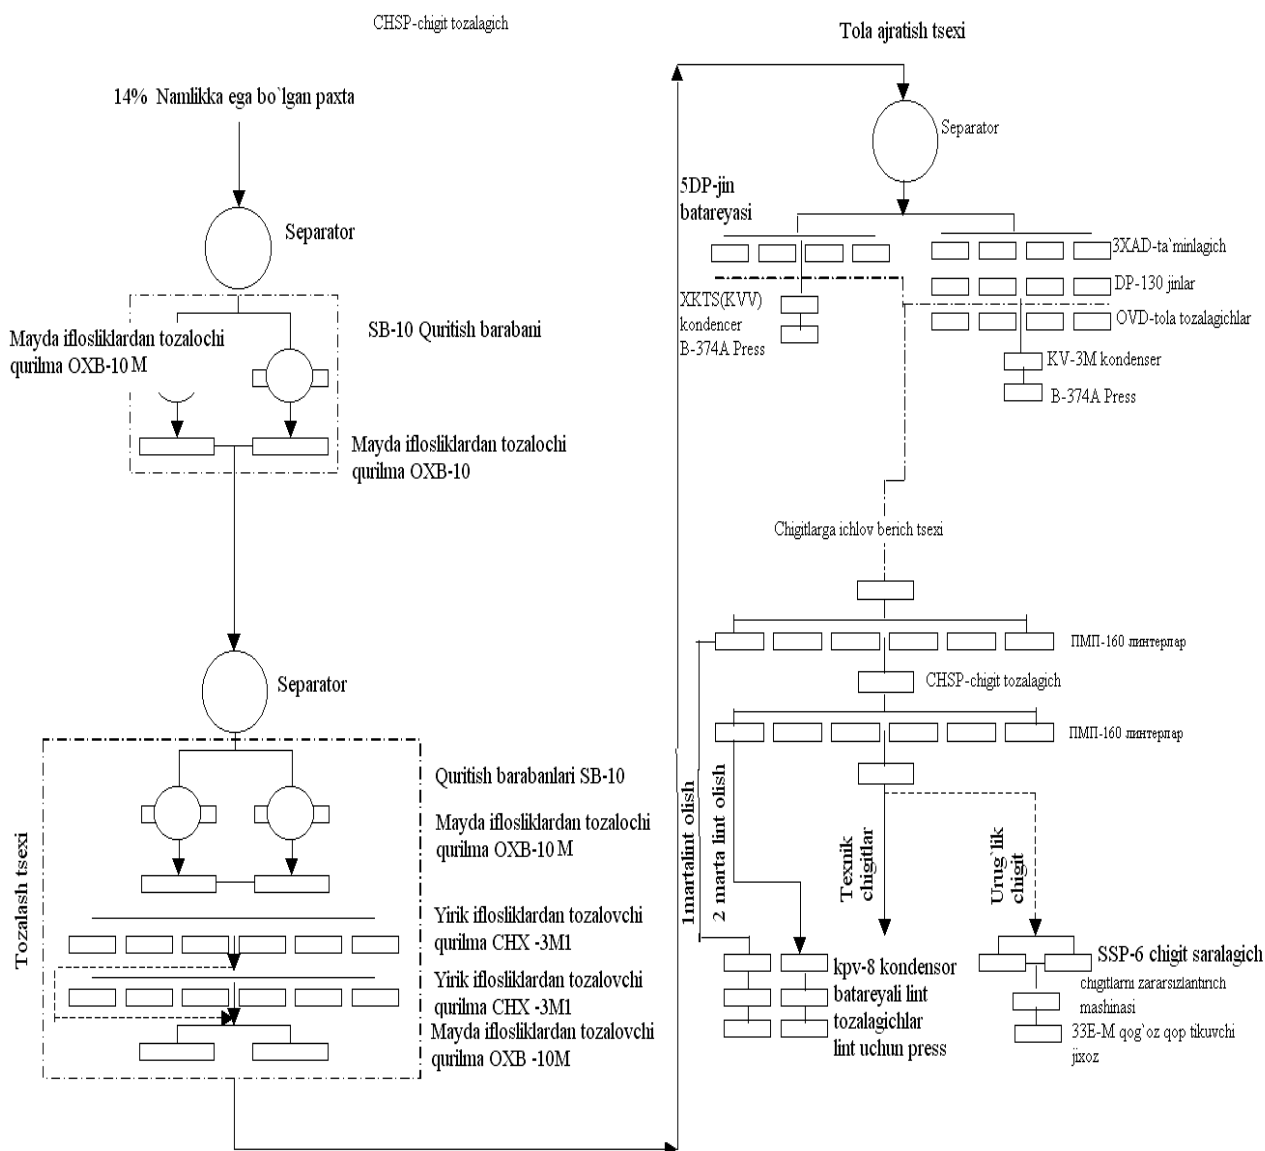 CHSP-chigit tozalagich
14% Namlikka ega bo`lgan paxta
Separator
SB-10 Quritish barabani
Mayda iflosliklardan tozalochi
qurilma OXB-10 M
Mayda iflosliklardan tozalochi
qurilma OXB-10
Separator
Tozalash tsexi
Quritish barabanlari SB-10
Mayda iflosliklardan tozalochi
qurilma OXB-10 M
Yirik iflosliklardan tozalovchi
qurilma CHX -3M1
Yirik iflosliklardan tozalovchi
qurilma CHX -3M1
Mayda iflosliklardan tozalovchi
qurilma OXB -10M
Tola ajratish tsexi
Separator
5DP-jin
batareyasi
3XAD-ta`minlagich
DP-130 jinlar
OVD-tola tozalagichlar
XKTS(KVV)
kondencer
B-374A Press
KV-3M kondenser
B-374A Press
Chigitlarga ichlov berich tsexi
ПМП-160 линтерлар
CHSP-chigit tozalagich
ПМП-160 линтерлар
1martalint olish
2 marta lint olish
Texnik
chigitlar
Urug`lik
chigit
kpv-8 kondensor
batareyali lint
tozalagichlar
lint uchun press
SSP-6 chigit saralagich
chigitlarni zararsizlantirich
mashinasi
33E-M qog`oz qop tikuvchi
jixoz